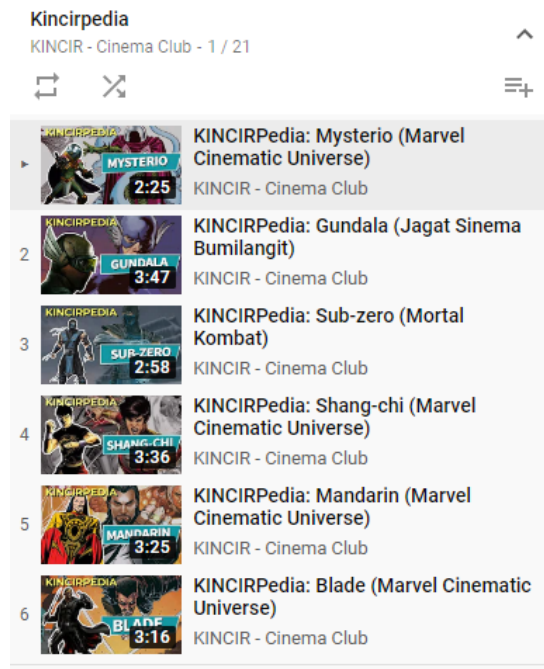 Kincirpedia
KINCIR - Cinema Club - 1 / 21
KINCIRPEDIA
MYSTERIO
2:25
KINCIRPedia: Mysterio (Marvel
Cinematic Universe)
KINCIR - Cinema Club
2
KINCIRPEDIA
GUNDALA
3:47
KINCIRPedia: Gundala (Jagat Sinema
Bumilangit)
KINCIR - Cinema Club
3
KINCIRPEDIA
SUB-ZERO
2:58
KINCIRPedia: Sub-zero (Mortal
Kombat)
KINCIR - Cinema Club
4
KINCIRPEDIA
SHANG-CHI
3:36
KINCIRPedia: Shang-chi (Marvel
Cinematic Universe)
KINCIR - Cinema Club
5
KINCIRPEDIA
MANDARIN
3:25
KINCIRPedia: Mandarin (Marvel
Cinematic Universe)
KINCIR - Cinema Club
6
KINCIRPEDIA
BLADE
3:16
KINCIRPedia: Blade (Marvel Cinematic
Universe)
KINCIR - Cinema Club